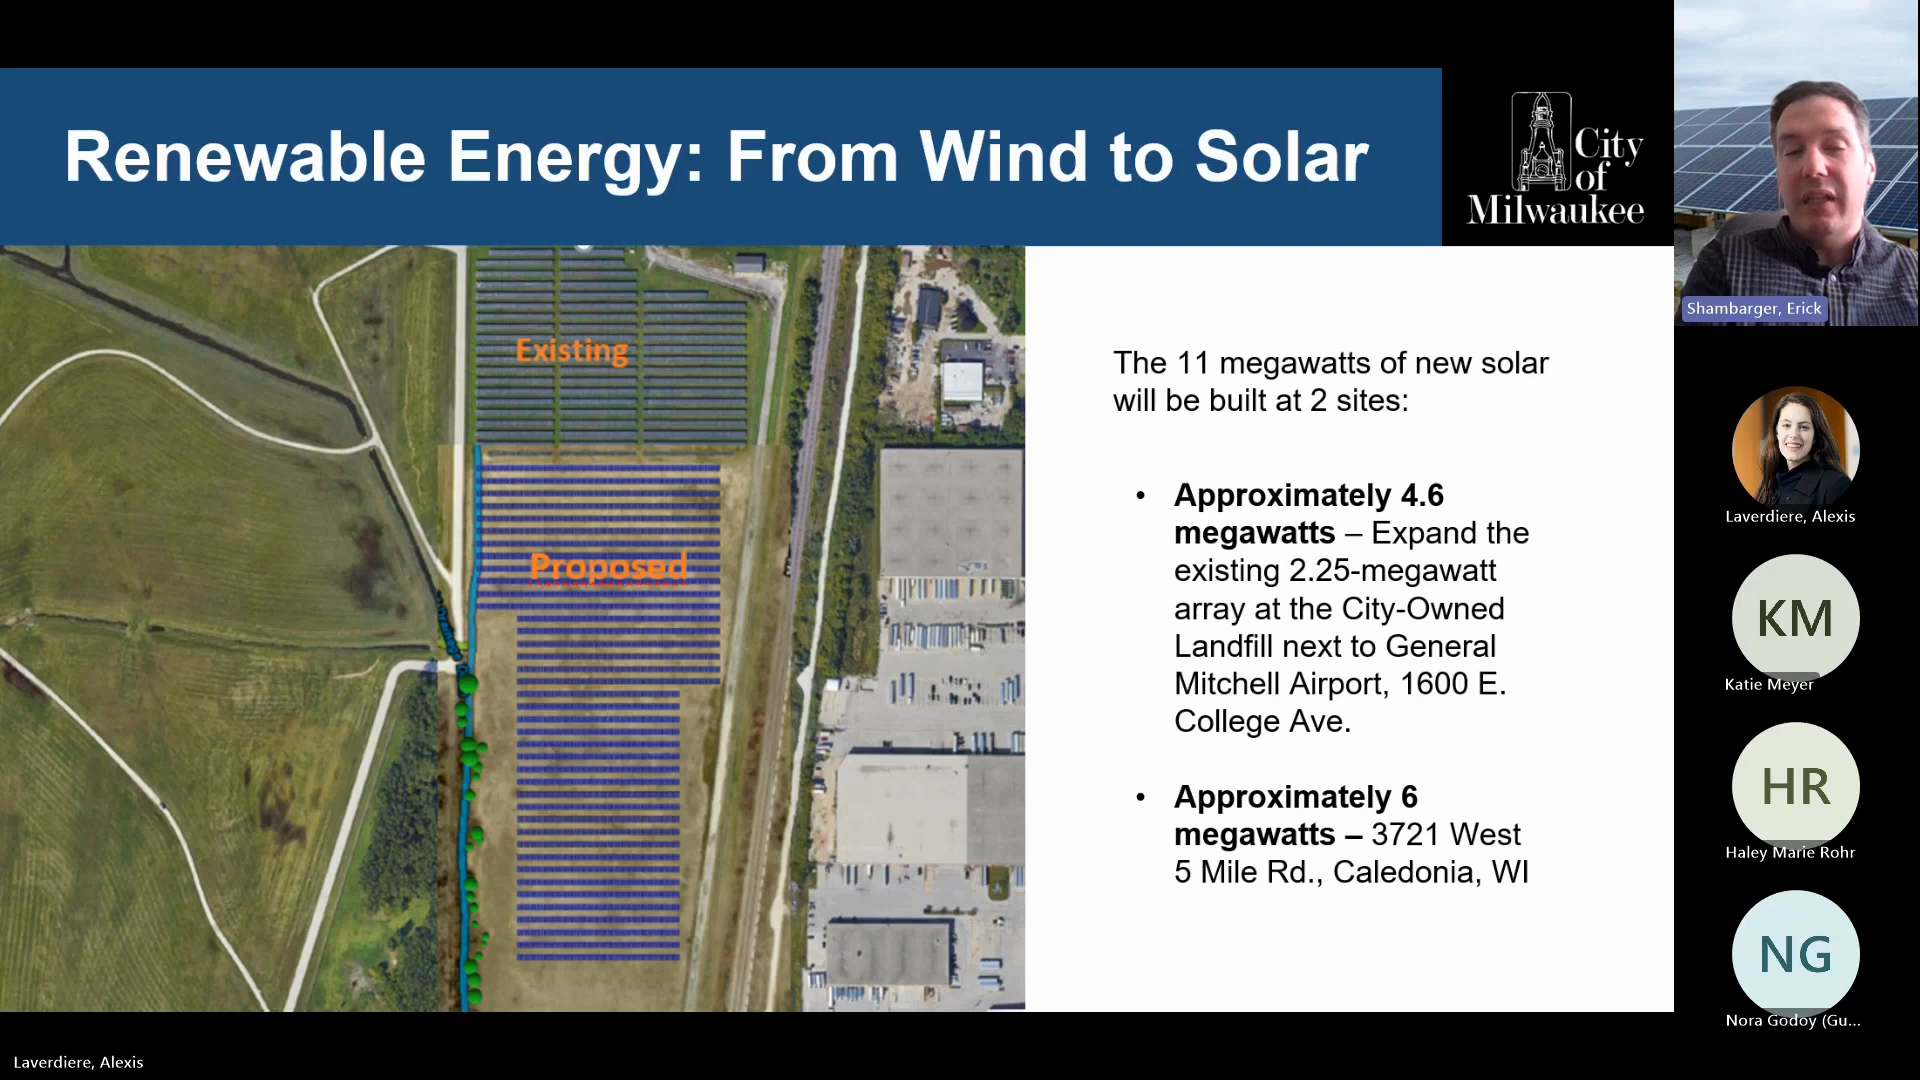 Renewable Energy: From Wind to Solar
City
of
Milwaukee
Existing
Proposed
The 11 megawatts of new solar
will be built at 2 sites:
• Approximately 4.6
megawatts – Expand the
existing 2.25-megawatt
array at the City-Owned
Landfill next to General
Mitchell Airport, 1600 E.
College Ave.
• Approximately 6
megawatts – 3721 West
5 Mile Rd., Caledonia, WI
Shambarger, Erick
Laverdiere, Alexis
KM
Katie Meyer
HR
Haley Marie Rohr
NG
Nora Godoy (Gu...
Laverdiere, Alexis